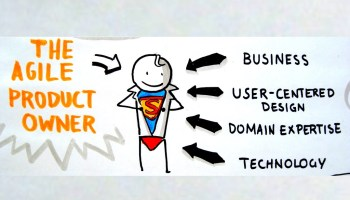 THE
AGILE
PRODUCT
OWNER
S
BUSINESS
USER-CENTERED
DESIGN
DOMAIN EXPERTISE
TECHNOLOGY